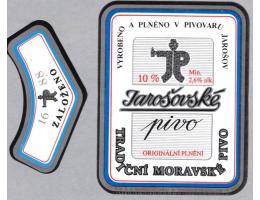 1688
ZALOŽENO
VYROBENO A PLNĚNO V PIVOVARU JAROŠOV
10 %
Min. 2,6% alk.
Jarošovské
pivo
ORIGINÁLNÍ PLNĚNÍ
TRADIČNÍ MORAVSKÉ PIVO